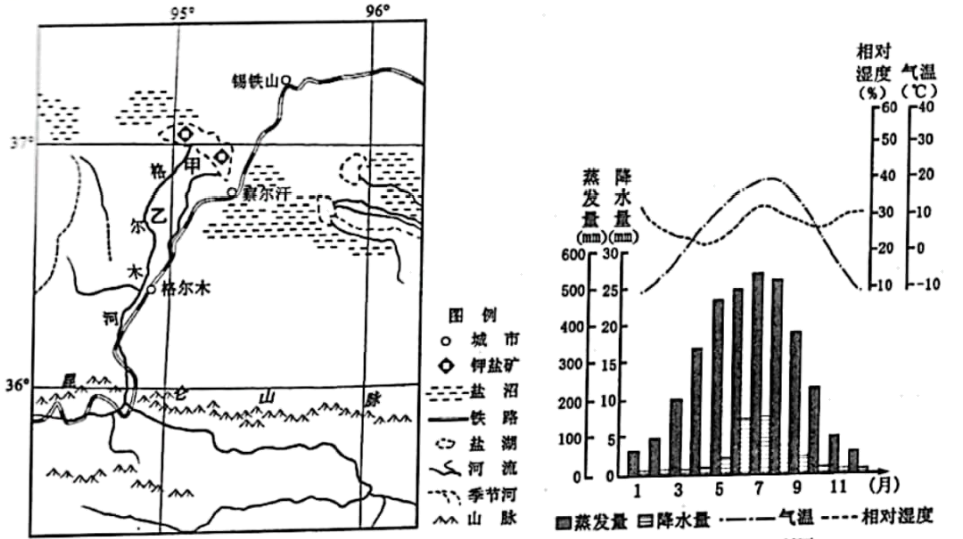 95° 96°
锡铁山
37°
甲
格
察尔汗
乙
尔
木
格尔木
河
36°
昆仑山脉
图例
城市
钾盐矿
盐沼
铁路
盐湖
河流
季节河
山脉
相对湿度(%) 气温(℃)
蒸发量(mm) 降水量(mm)
60 40
50 30
40 20
30 10
20 0
10 -10
600 30
500 25
400 20
300 15
200 10
100 5
0 0
1 3 5 7 9 11 (月)
蒸发量 降水量 气温 相对湿度